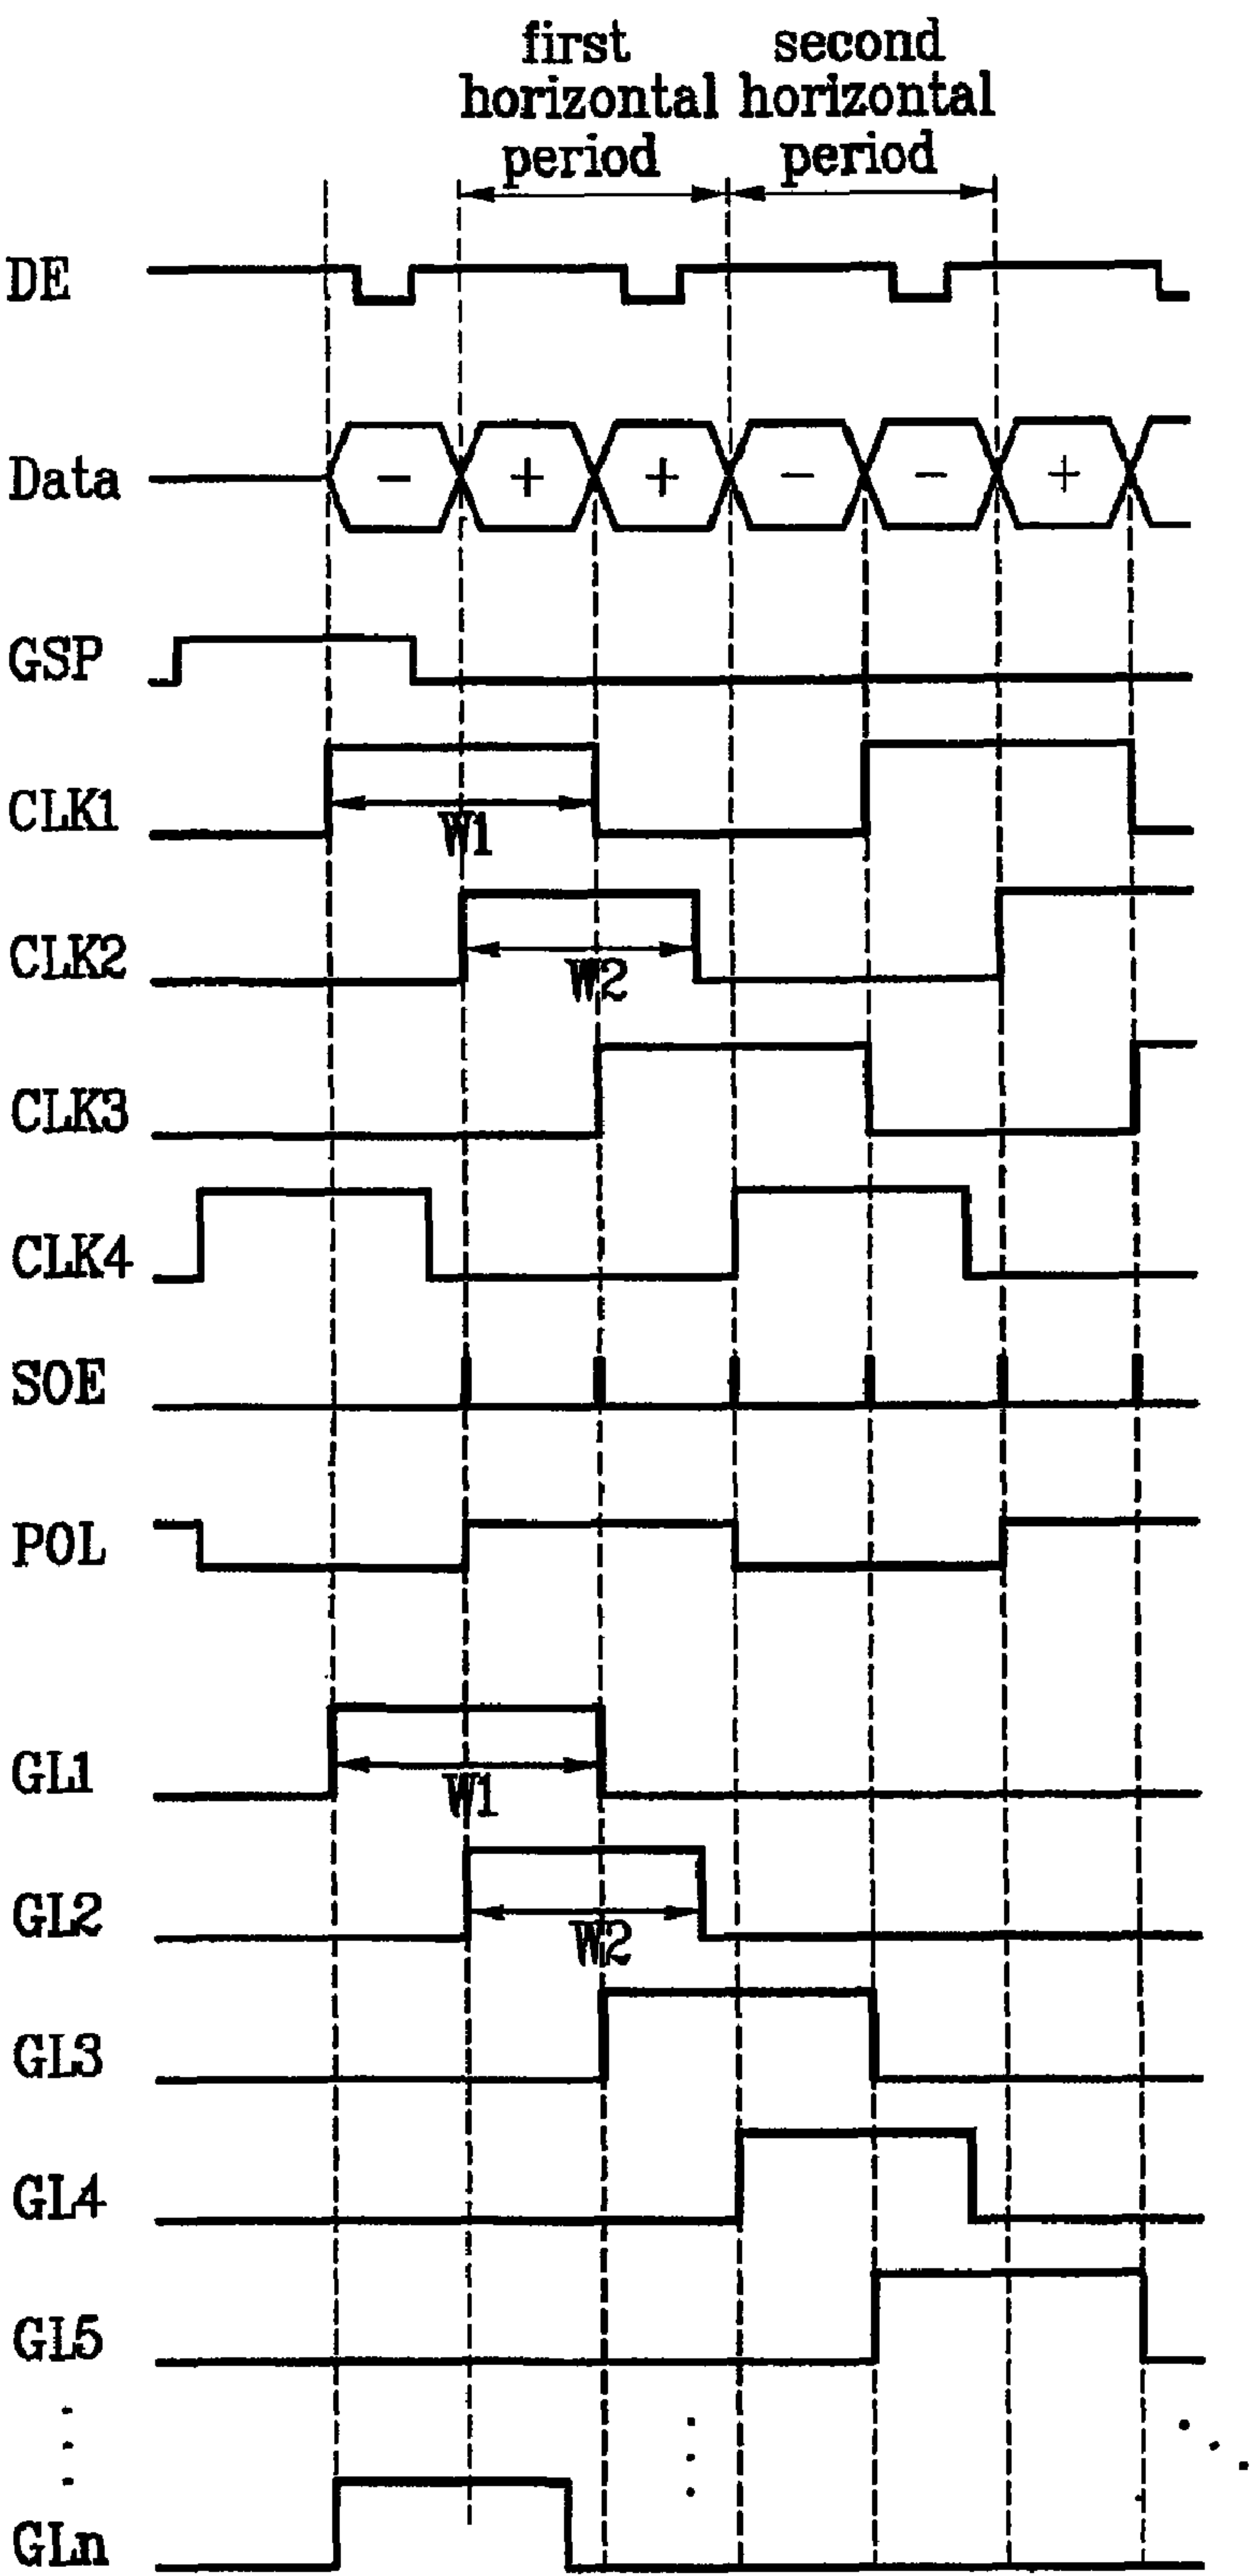 first second
horizontal horizontal
period period
DE
Data - + + - - +
GSP
CLK1
W1
CLK2
W2
CLK3
CLK4
SOE
POL
GL1
W1
GL2
W2
GL3
GL4
GL5
GLn